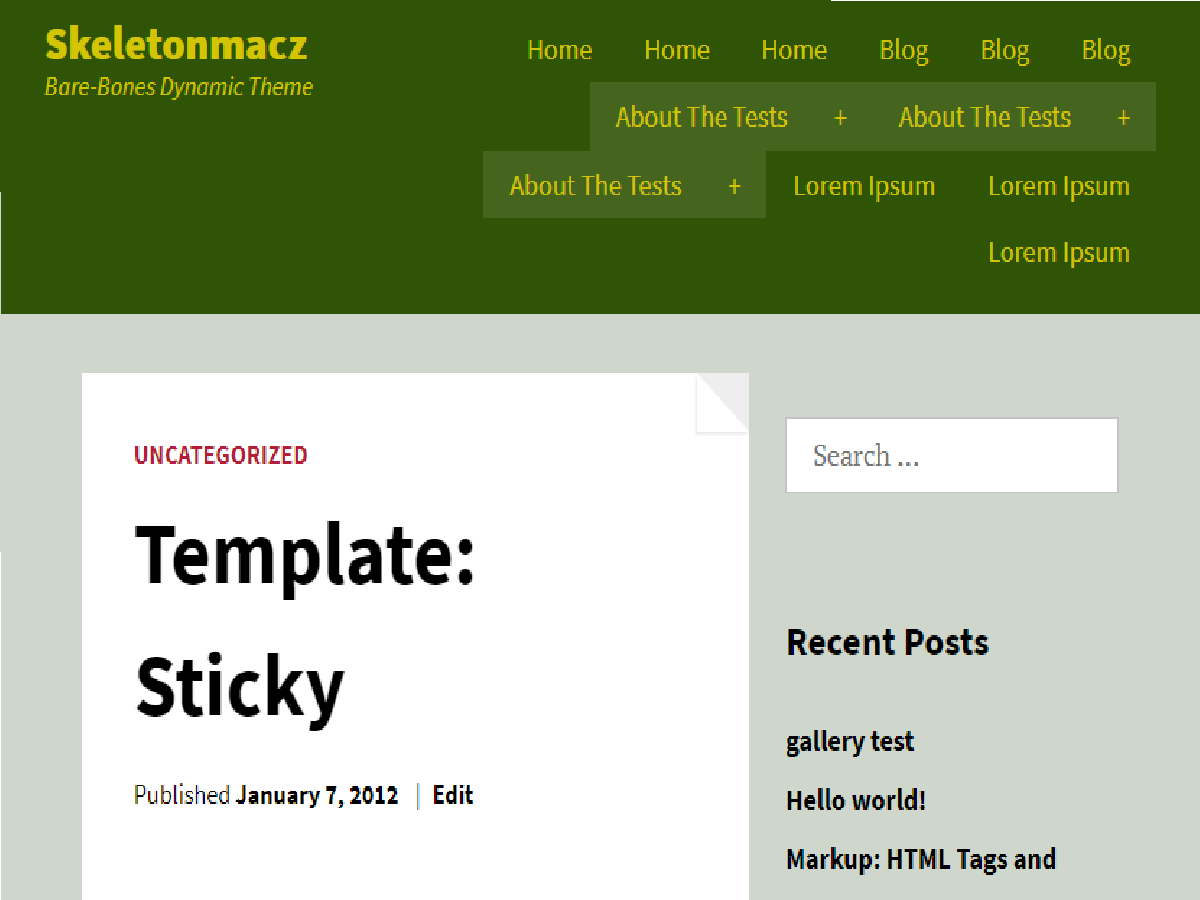 Skeletonmacz
Bare-Bones Dynamic Theme
Home Home Home Blog Blog Blog
About The Tests + About The Tests +
About The Tests + Lorem Ipsum Lorem Ipsum
Lorem Ipsum
UNCATEGORIZED
Template:
Sticky
Published January 7, 2012 | Edit
Search ...
Recent Posts
gallery test
Hello world!
Markup: HTML Tags and